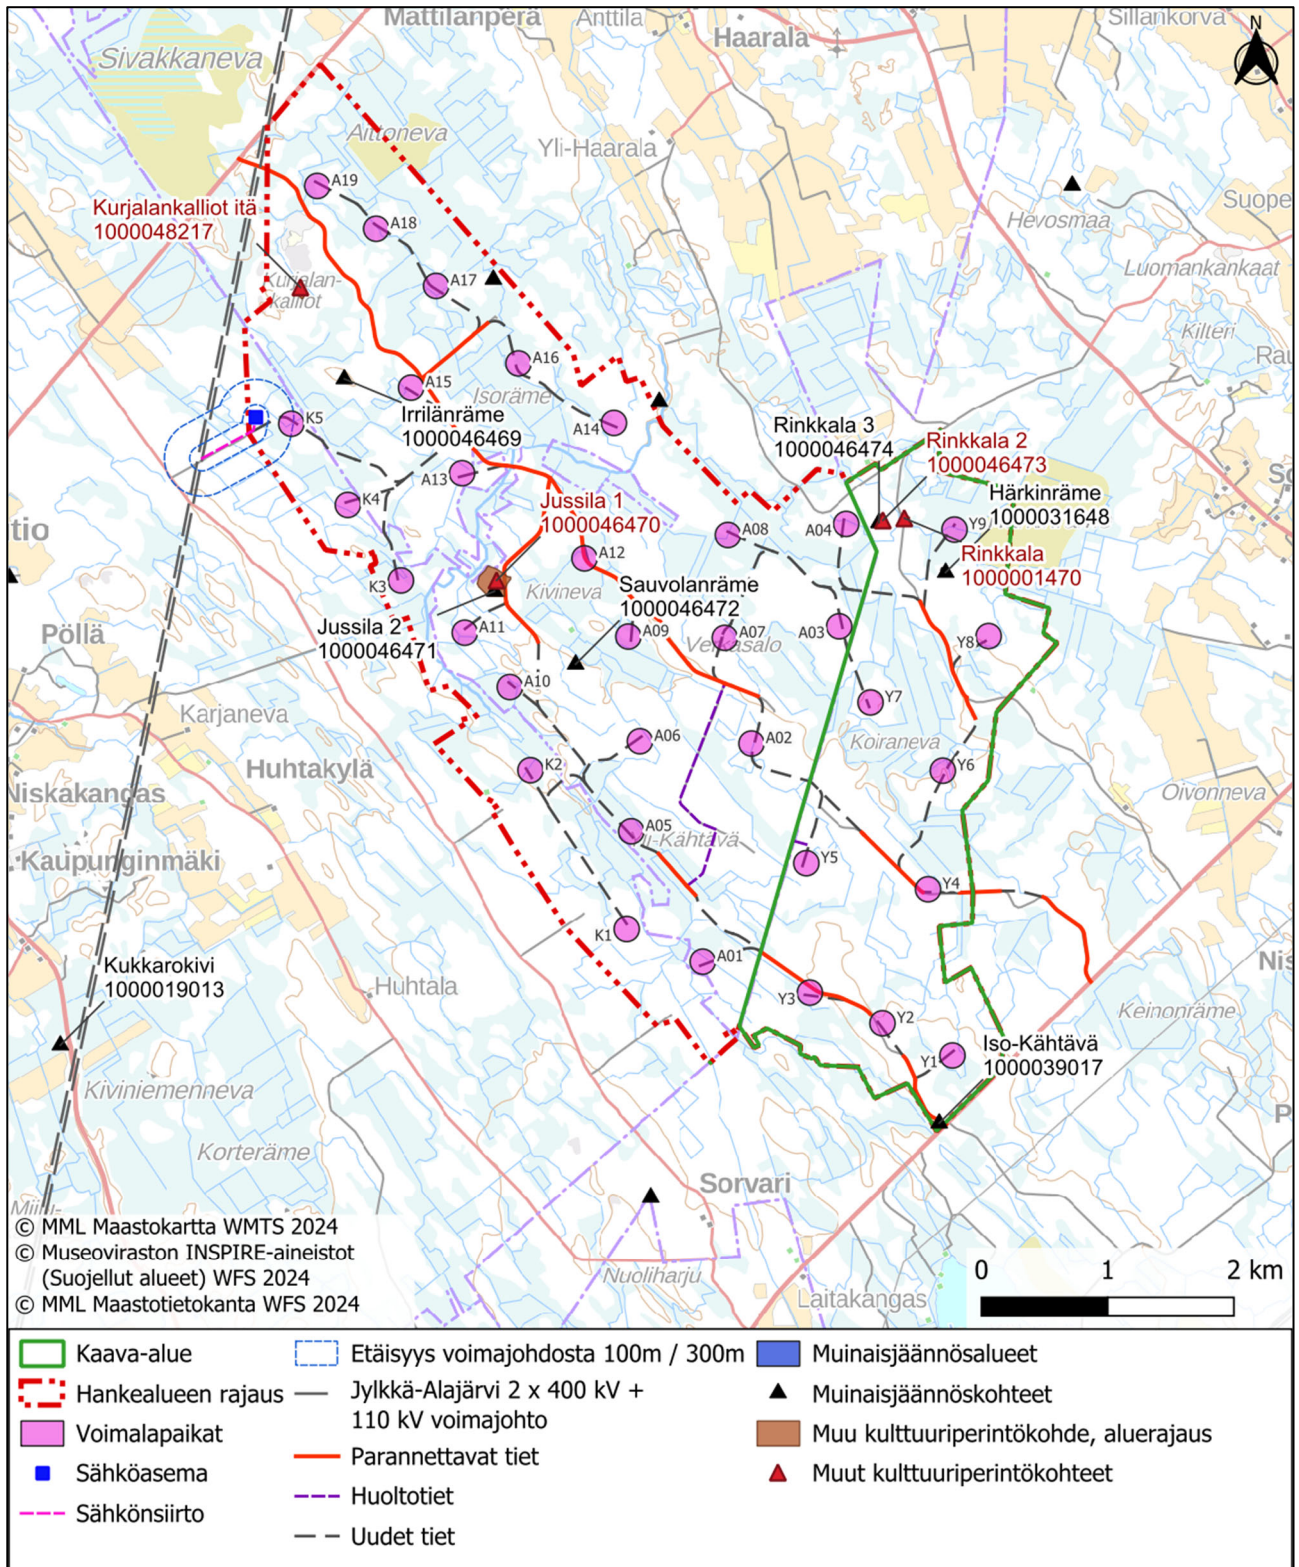 Mattilanperä
Anttila
Haarala
Sillankorva
N
Sivakkaneva
Aittoneva
Yli-Haarala
A19
Suope
Kurjalankalliot itä
1000048217
A18
Hevosmaa
Luomankankaat
Kurjalan-
kalliot
A17
Kilteri
Rau
A16
A15
Isoräme
Irrilänräme
1000046469
K5
A14
Rinkkala 3
1000046474
Rinkkala 2
1000046473
A13
K4
Jussila 1
1000046470
Härkinräme
1000031648
tio
A08
A04
Y9
A12
Rinkkala
1000001470
K3
Kivineva
Sauvolanräme
1000046472
Pöllä
Jussila 2
1000046471
A11
A09
A07
A03
Y8
Verkasalo
A10
Y7
Karjaneva
A06
A02
Koiraneva
Huhtakylä
K2
Y6
Niskakangas
Oivonneva
A05
li-Kähtävä
Kaupunginmäki
Y5
Y4
K1
Kukkarokivi
1000019013
A01
Nis
Huhtala
Y3
Keinonräme
Y2
Iso-Kähtävä
1000039017
Y1
Kiviniemenneva
P
Korteräme
Sorvari
© MML Maastokartta WMTS 2024
© Museoviraston INSPIRE-aineistot
(Suojellut alueet) WFS 2024
© MML Maastotietokanta WFS 2024
Nuoliharju
Laitakangas
0 1 2 km
Kaava-alue
Hankealueen rajaus
Voimalapaikat
Sähköasema
Sähkönsiirto
Etäisyys voimajohdosta 100m / 300m
Jylkkä-Alajärvi 2 x 400 kV +
110 kV voimajohto
Parannettavat tiet
Huoltotiet
Uudet tiet
Muinaisjäännösalueet
Muinaisjäännöskohteet
Muu kulttuuriperintökohde, aluerajaus
Muut kulttuuriperintökohteet